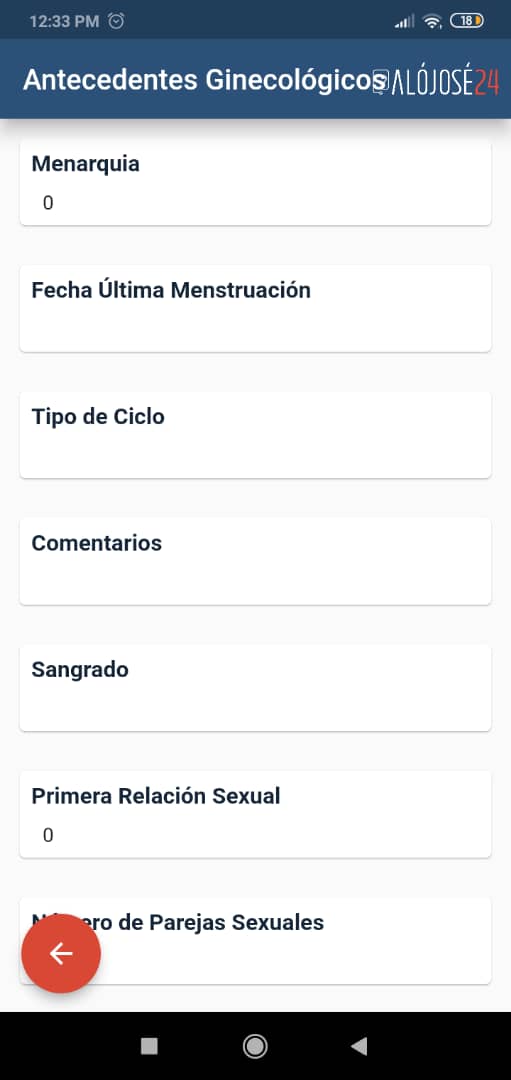 12:33 PM
18
Antecedentes Ginecológicos
ALÓJOSÉ24
Menarquia
0
Fecha Última Menstruación
Tipo de Ciclo
Comentarios
Sangrado
Primera Relación Sexual
0
ero de Parejas Sexuales